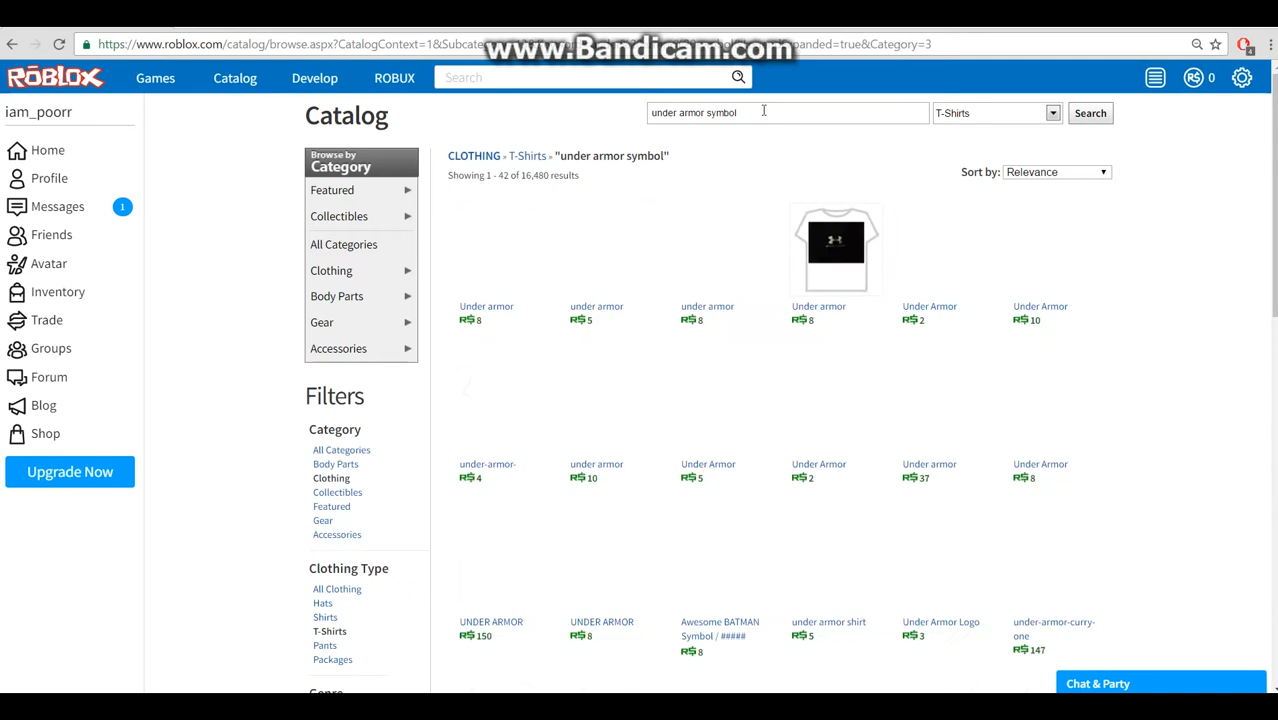 https://www.roblox.com/catalog/browse.aspx?CatalogContext=1&Subcate
www.Bandicam.com
panded=true&Category=3
4
ROBLOX
Games
Catalog
Develop
ROBUX
Search
R$ 0
iam_poorr
Home
Profile
Messages
1
Friends
Avatar
Inventory
Trade
Groups
Forum
Blog
Shop
Upgrade Now
Catalog
under armor symbol
T-Shirts
Search
Browse by
Category
Featured
Collectibles
All Categories
Clothing
Body Parts
Gear
Accessories
Filters
Category
All Categories
Body Parts
Clothing
Collectibles
Featured
Gear
Accessories
Clothing Type
All Clothing
Hats
Shirts
T-Shirts
Pants
Packages
CLOTHING » T-Shirts » "under armor symbol"
Showing 1 - 42 of 16,480 results
Sort by: Relevance
Under armor
R$ 8
under armor
R$ 5
under armor
R$ 8
Under armor
R$ 8
Under Armor
R$ 2
Under Armor
R$ 10
under-armor-
R$ 4
under armor
R$ 10
Under Armor
R$ 5
Under Armor
R$ 2
Under armor
R$ 37
Under Armor
R$ 8
UNDER ARMOR
R$ 150
UNDER ARMOR
R$ 8
Awesome BATMAN
Symbol / #####
R$ 8
under armor shirt
R$ 5
Under Armor Logo
R$ 3
under-armor-curry-
one
R$ 147
Chat & Party